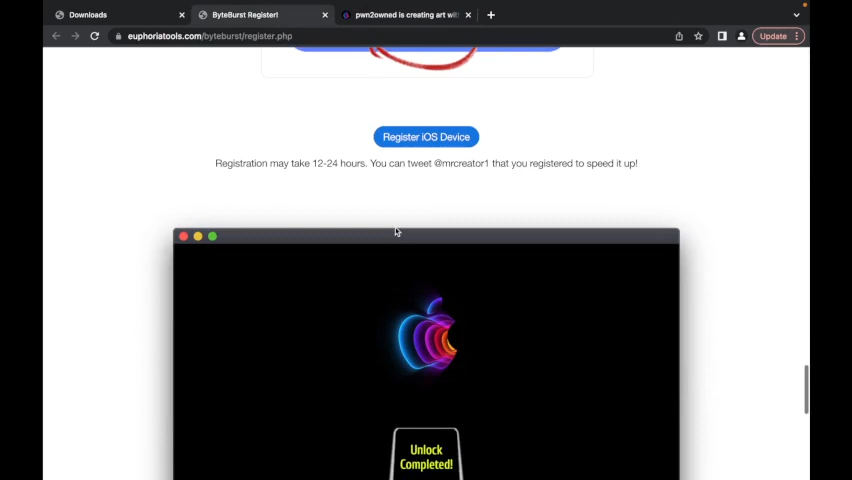 Downloads
ByteBurst Register!
pwn2owned is creating art wit
euphoriatools.com/byteburst/register.php
Update
Register iOS Device
Registration may take 12-24 hours. You can tweet @mrcreator1 that you registered to speed it up!
Unlock
Completed!